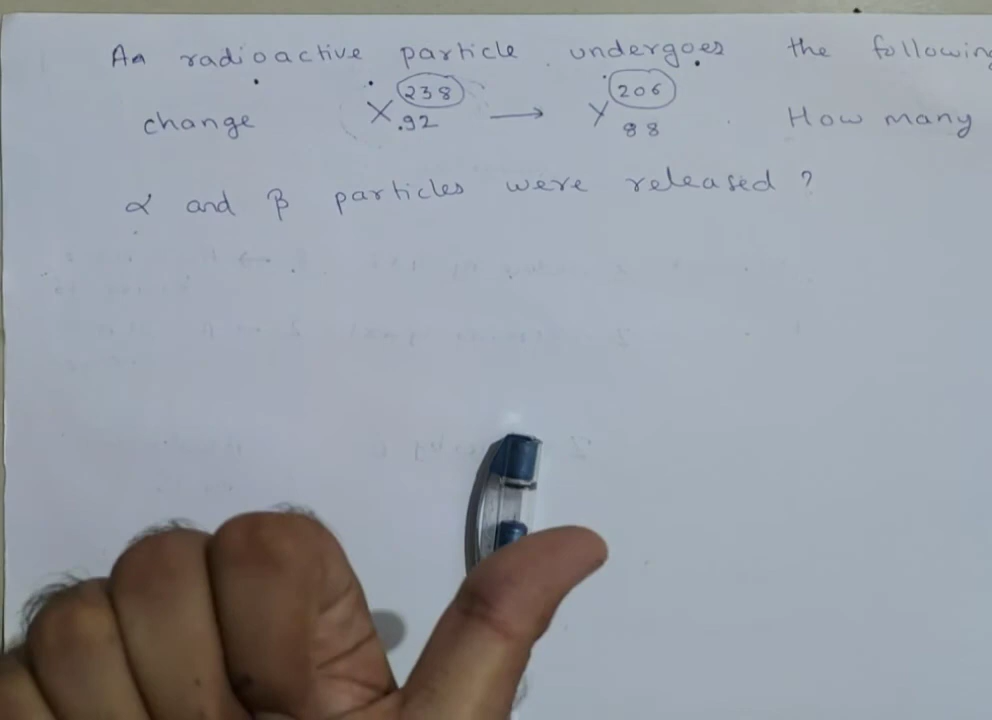 An radioactive particle undergoes the following
change X 238 .92 → Y 206 88 How many
α and β particles were released ?